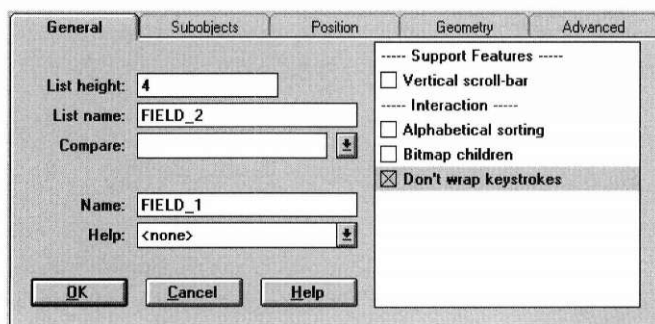 General Subobjects Position Geometry Advanced
List height: 4
List name: FIELD_2
Compare:
Name: FIELD_1
Help: <none>
OK Cancel Help
----- Support Features -----
Vertical scroll-bar
----- Interaction -----
Alphabetical sorting
Bitmap children
Don't wrap keystrokes